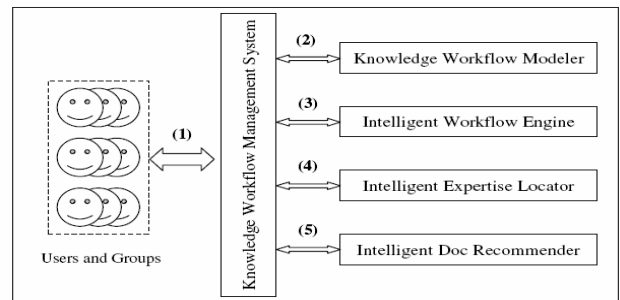 (1)
Users and Groups
Knowledge Workflow Management System
(2)
Knowledge Workflow Modeler
(3)
Intelligent Workflow Engine
(4)
Intelligent Expertise Locator
(5)
Intelligent Doc Recommender